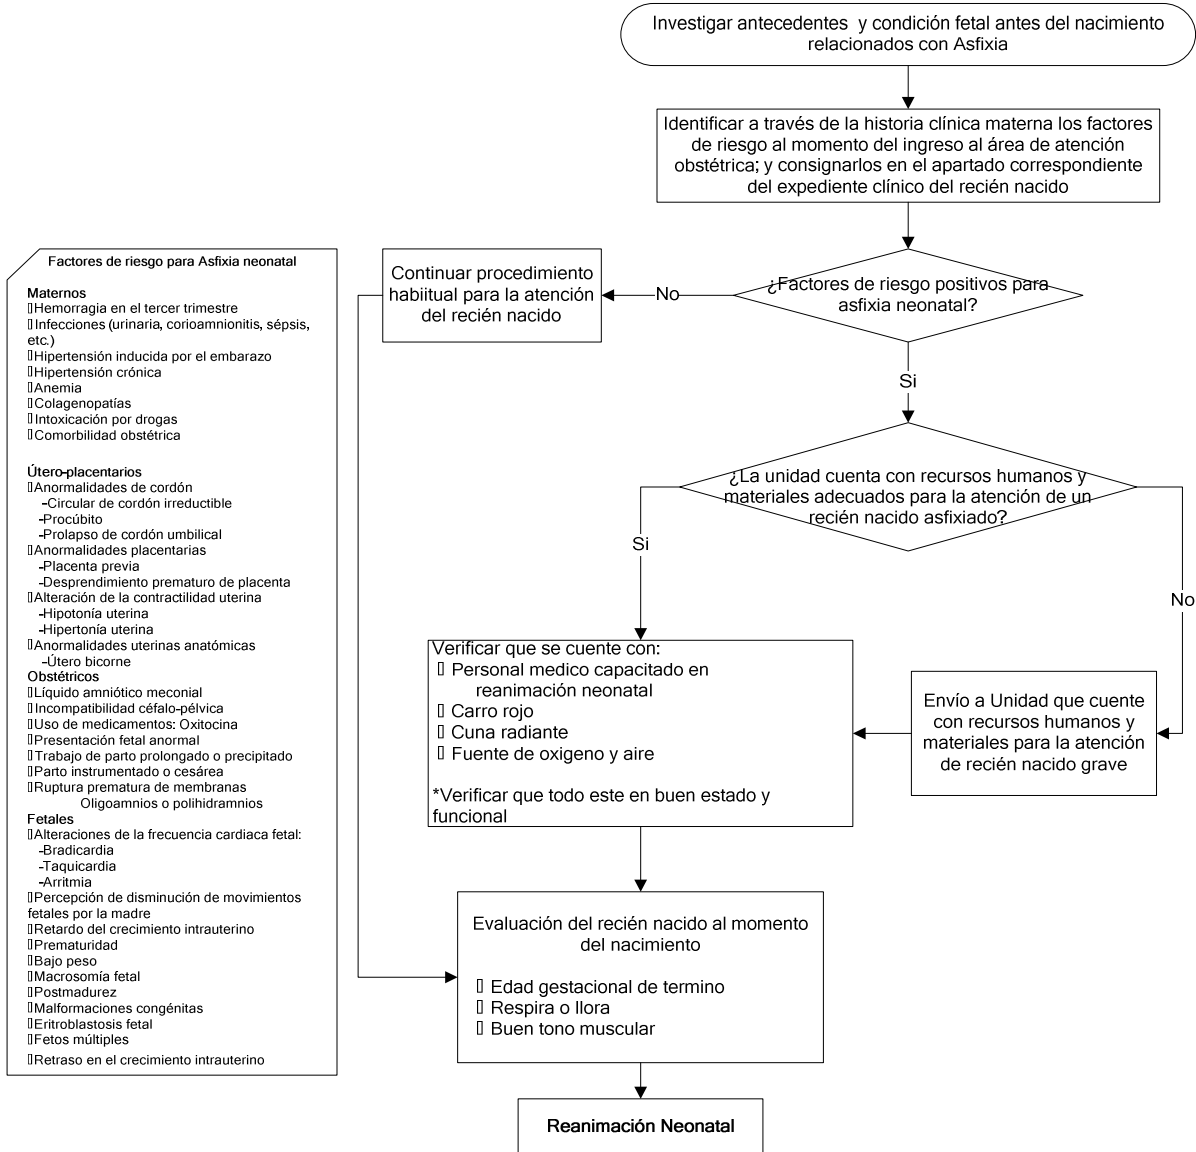 Investigar antecedentes y condición fetal antes del nacimiento
relacionados con Asfixia
Identificar a través de la historia clínica materna los factores
de riesgo al momento del ingreso al área de atención
obstétrica; y consignarlos en el apartado correspondiente
del expediente clínico del recién nacido
¿Factores de riesgo positivos para
asfixia neonatal?
No
Continuar procedimiento
habiitual para la atención
del recién nacido
Si
¿La unidad cuenta con recursos humanos y
materiales adecuados para la atención de un
recién nacido asfixiado?
Si
No
Envío a Unidad que cuente
con recursos humanos y
materiales para la atención
de recién nacido grave
Verificar que se cuente con:
▯ Personal medico capacitado en
reanimación neonatal
▯ Carro rojo
▯ Cuna radiante
▯ Fuente de oxigeno y aire
*Verificar que todo este en buen estado y
funcional
Evaluación del recién nacido al momento
del nacimiento
▯ Edad gestacional de termino
▯ Respira o llora
▯ Buen tono muscular
Reanimación Neonatal
Factores de riesgo para Asfixia neonatal
Maternos
▯Hemorragia en el tercer trimestre
▯Infecciones (urinaria, corioamnionitis, sépsis,
etc.)
▯Hipertensión inducida por el embarazo
▯Hipertensión crónica
▯Anemia
▯Colagenopatías
▯Intoxicación por drogas
▯Comorbilidad obstétrica
Útero-placentarios
▯Anormalidades de cordón
-Circular de cordón irreductible
-Procúbito
-Prolapso de cordón umbilical
▯Anormalidades placentarias
-Placenta previa
-Desprendimiento prematuro de placenta
▯Alteración de la contractilidad uterina
-Hipotonía uterina
-Hipertonía uterina
▯Anormalidades uterinas anatómicas
-Útero bicorne
Obstétricos
▯Líquido amniótico meconial
▯Incompatibilidad céfalo-pélvica
▯Uso de medicamentos: Oxitocina
▯Presentación fetal anormal
▯Trabajo de parto prolongado o precipitado
▯Parto instrumentado o cesárea
▯Ruptura prematura de membranas
Oligoamnios o polihidramnios
Fetales
▯Alteraciones de la frecuencia cardiaca fetal:
-Bradicardia
-Taquicardia
-Arritmia
▯Percepción de disminución de movimientos
fetales por la madre
▯Retardo del crecimiento intrauterino
▯Prematuridad
▯Bajo peso
▯Macrosomía fetal
▯Postmadurez
▯Malformaciones congénitas
▯Eritroblastosis fetal
▯Fetos múltiples
▯Retraso en el crecimiento intrauterino